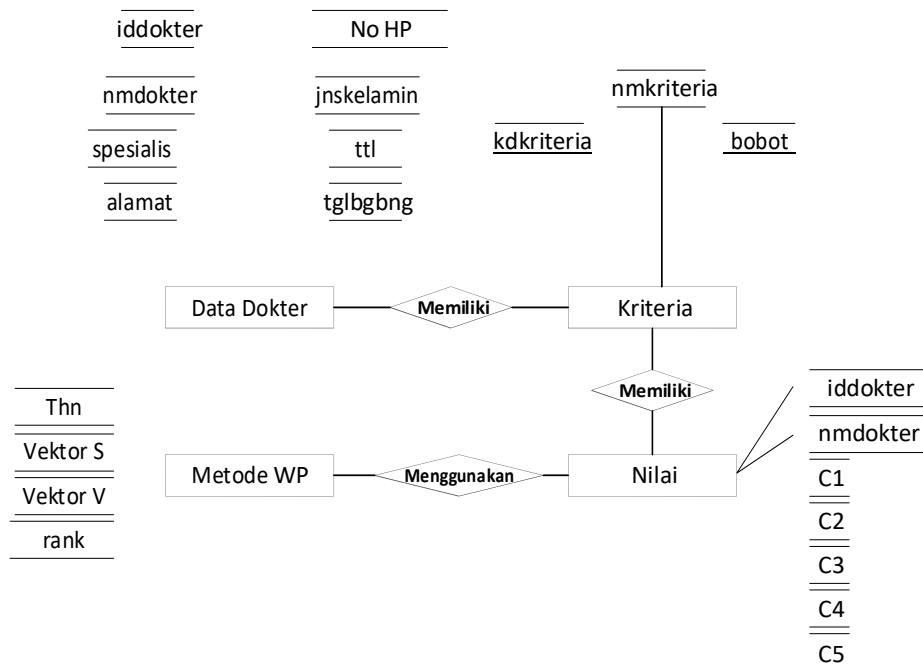 iddokter
No HP
nmdokter
jnskelamin
nmkriteria
spesialis
ttl
kdkriteria
bobot
alamat
tglbgbng
Data Dokter
Memiliki
Kriteria
Memiliki
Thn
Vektor S
Vektor V
rank
Metode WP
Menggunakan
Nilai
iddokter
nmdokter
C1
C2
C3
C4
C5